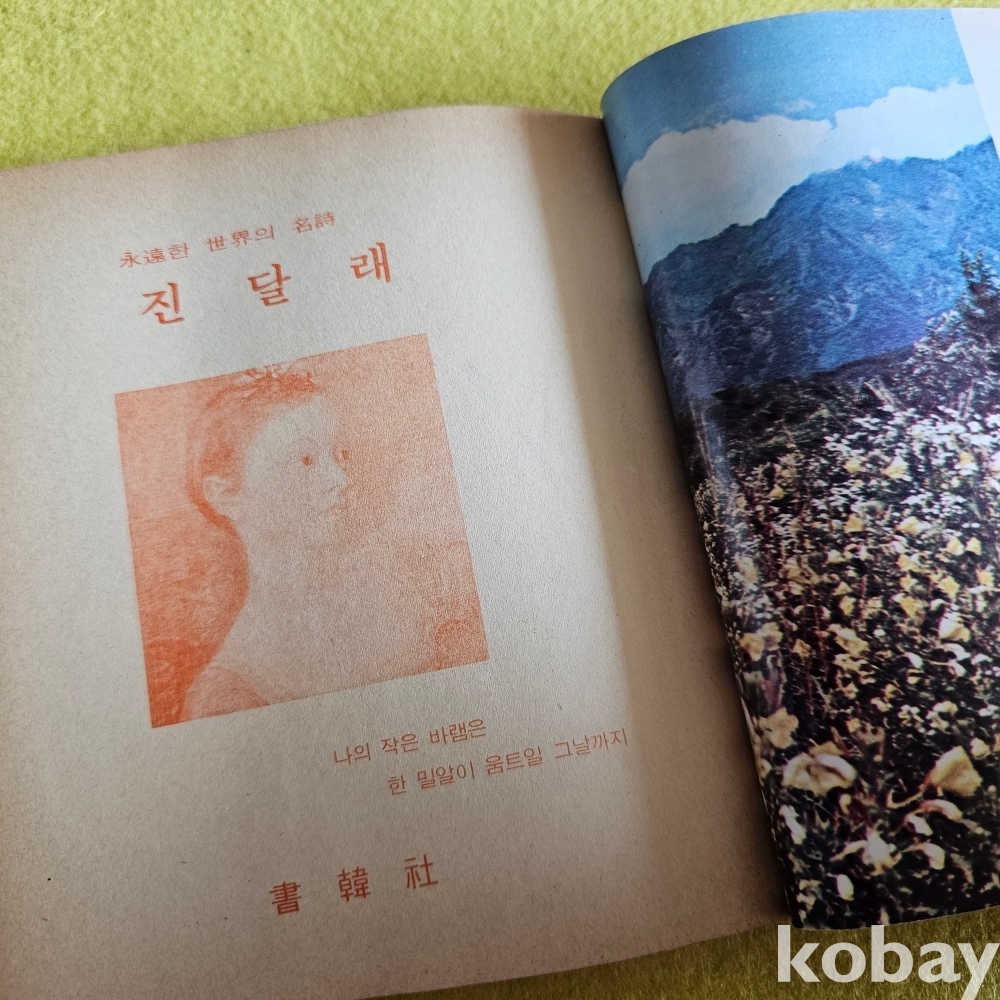 永遠한 世界의 名詩
진달래
나의 작은 바램은
한 밀알이 움트일 그날까지
書韓社
kobay